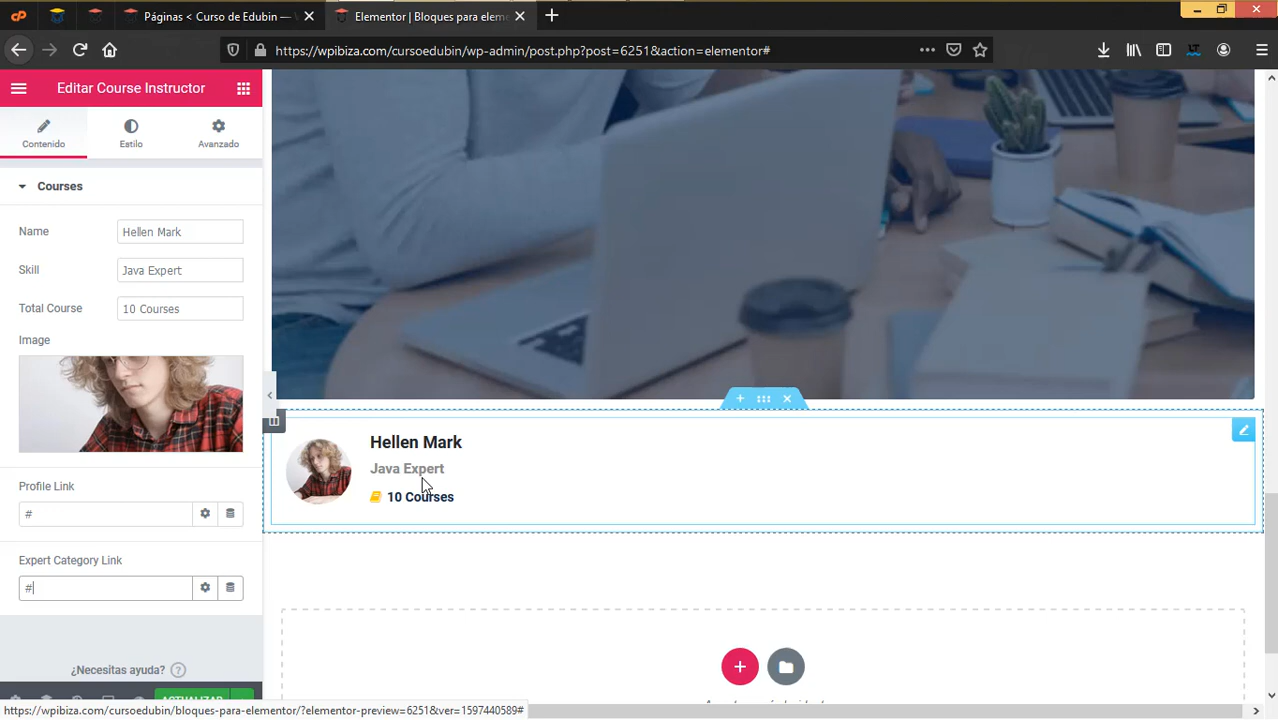 Páginas < Curso de Edubin —
Elementor | Bloques para eleme
https://wpibiza.com/cursoedubin/wp-admin/post.php?post=6251&action=elementor#
Editar Course Instructor
Contenido
Estilo
Avanzado
Courses
Name
Hellen Mark
Skill
Java Expert
Total Course
10 Courses
Image
Profile Link
#
Expert Category Link
#
¿Necesitas ayuda?
ACTUALIZAR
Hellen Mark
Java Expert
10 Courses
https://wpibiza.com/cursoedubin/bloques-para-elementor/?elementor-preview=6251&ver=1597440589#